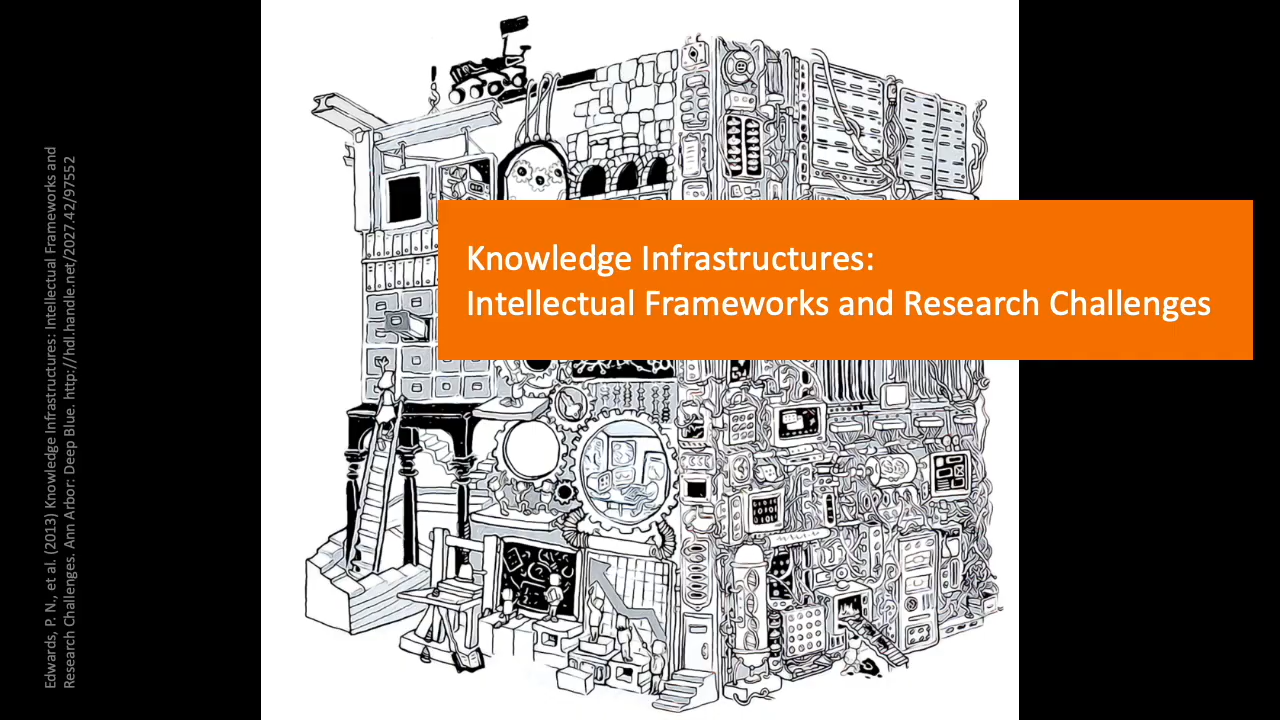 Knowledge Infrastructures:
Intellectual Frameworks and Research Challenges
Edwards, P. N., et al. (2013) Knowledge Infrastructures: Intellectual Frameworks and
Research Challenges. Ann Arbor: Deep Blue. http://hdl.handle.net/2027.42/97552